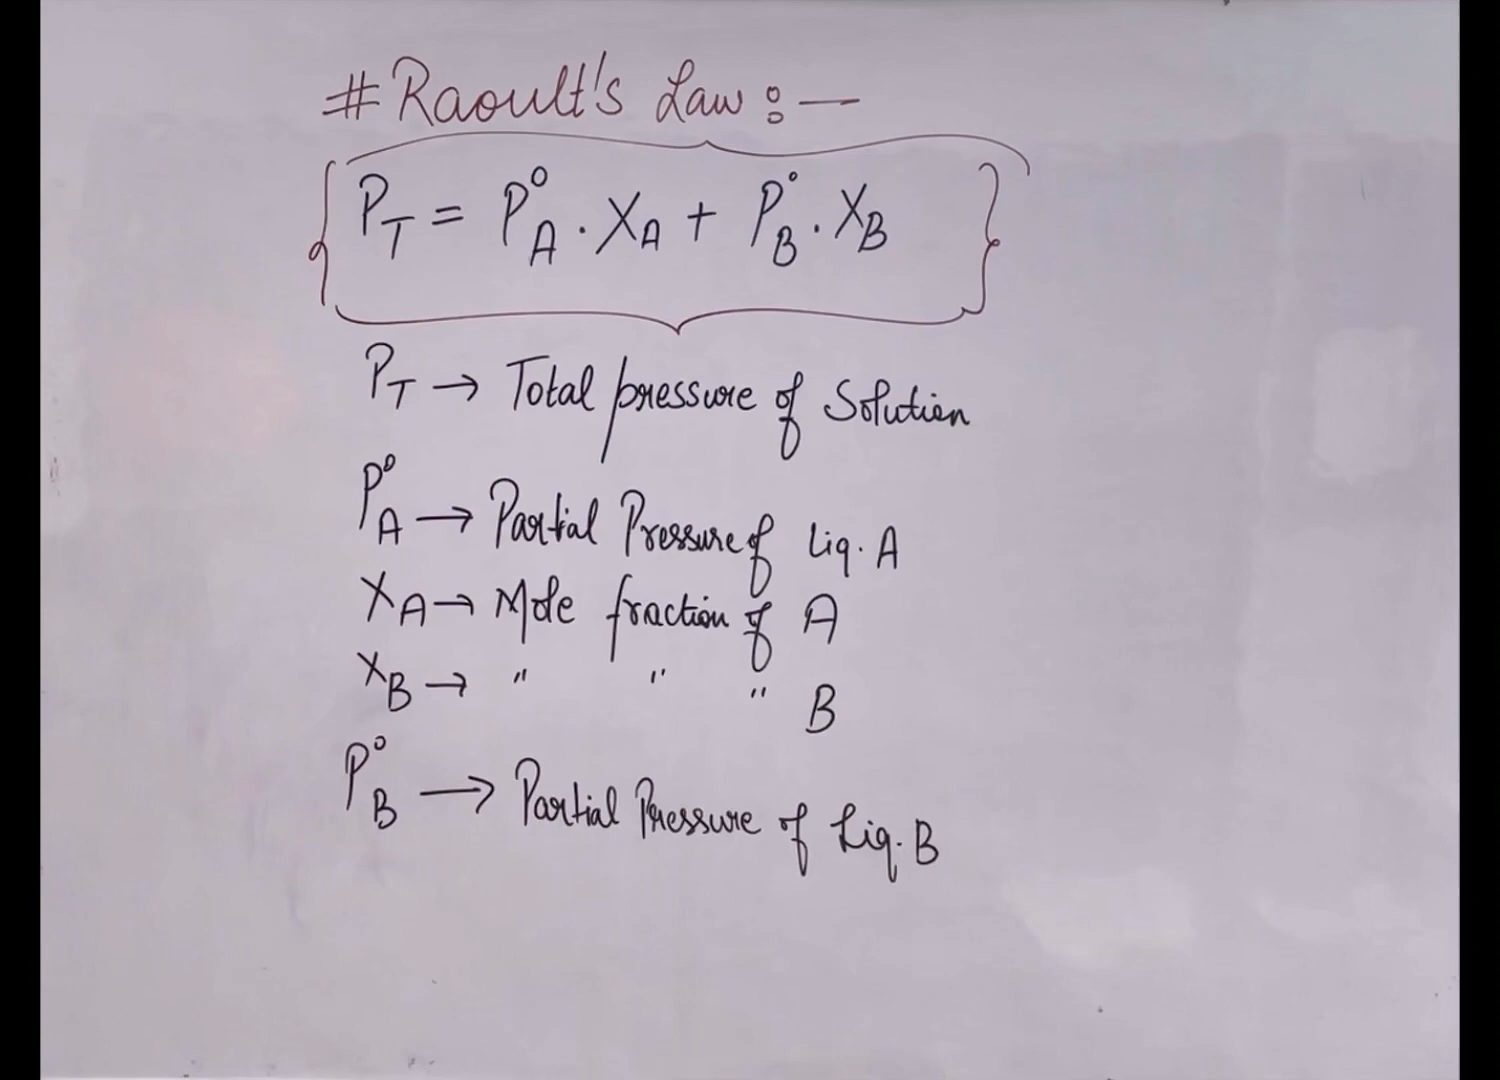 # Raoult's Law :—
P_T = P°_A . X_A + P°_B . X_B
P_T → Total pressure of Solution
P°_A → Partial Pressure of Liq. A
X_A → Mole fraction of A
X_B → " " " B
P°_B → Partial Pressure of Liq. B